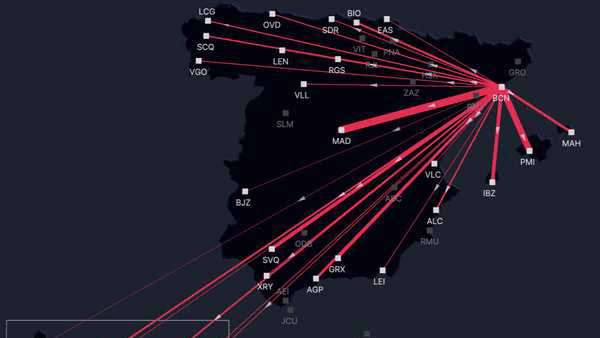 LCG
OVD
SDR
BIO
EAS
SCQ
LEN
VIT
PNA
VGO
RGS
GRO
VLL
ZAZ
BCN
SLM
MAD
MAH
PMI
VLC
IBZ
BJZ
ABC
ALC
ODB
RMU
SVQ
GRX
XRY
AGP
LEI
AEI
JCU